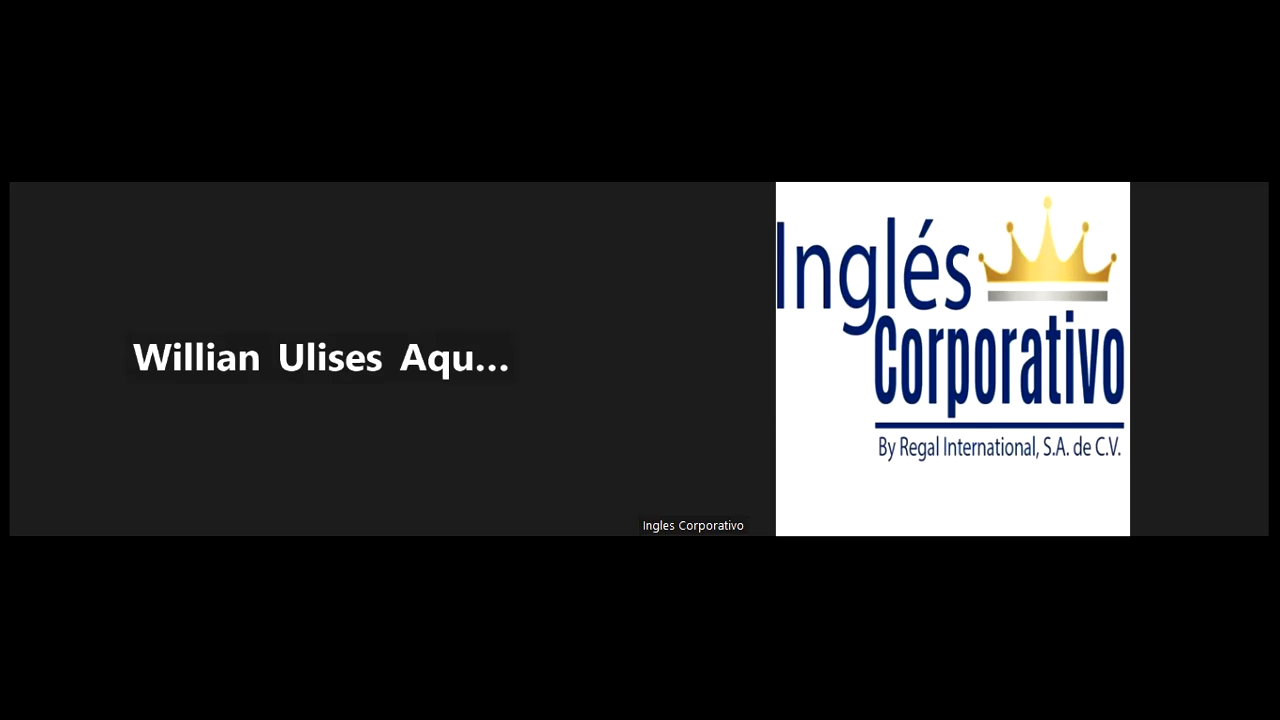 Willian Ulises Aqu...
Inglés
Corporativo
By Regal International, S.A. de C.V.
Ingles Corporativo